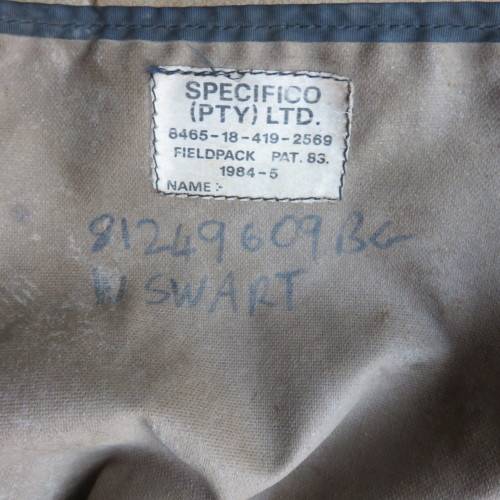 SPECIFICO
(PTY) LTD.
8465-18-419-2569
FIELDPACK PAT. 83.
1984-5
NAME:-
81249609BG
W SWART